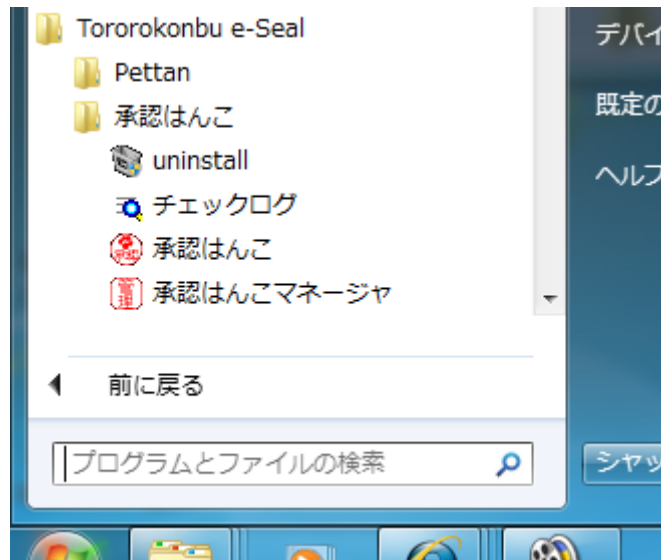 Tororokonbu e-Seal
Pettan
承認はんこ
uninstall
チェックログ
承認はんこ
承認はんこマネージャ
前に戻る
プログラムとファイルの検索
デバイ
既定の
ヘルプ
シャッ